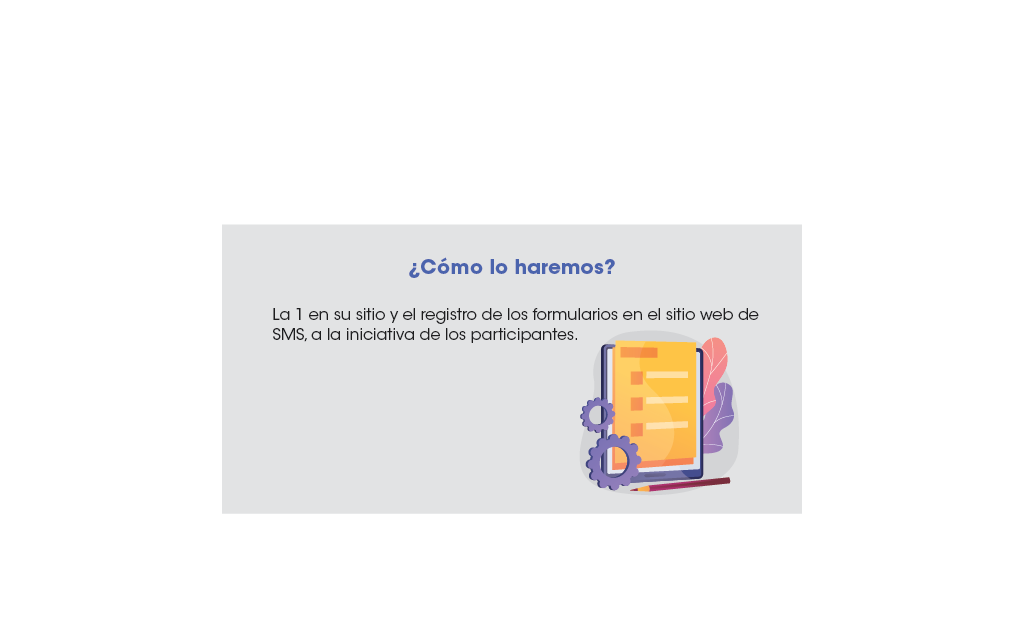 ¿Cómo lo haremos?
La 1 en su sitio y el registro de los formularios en el sitio web de
SMS, a la iniciativa de los participantes.